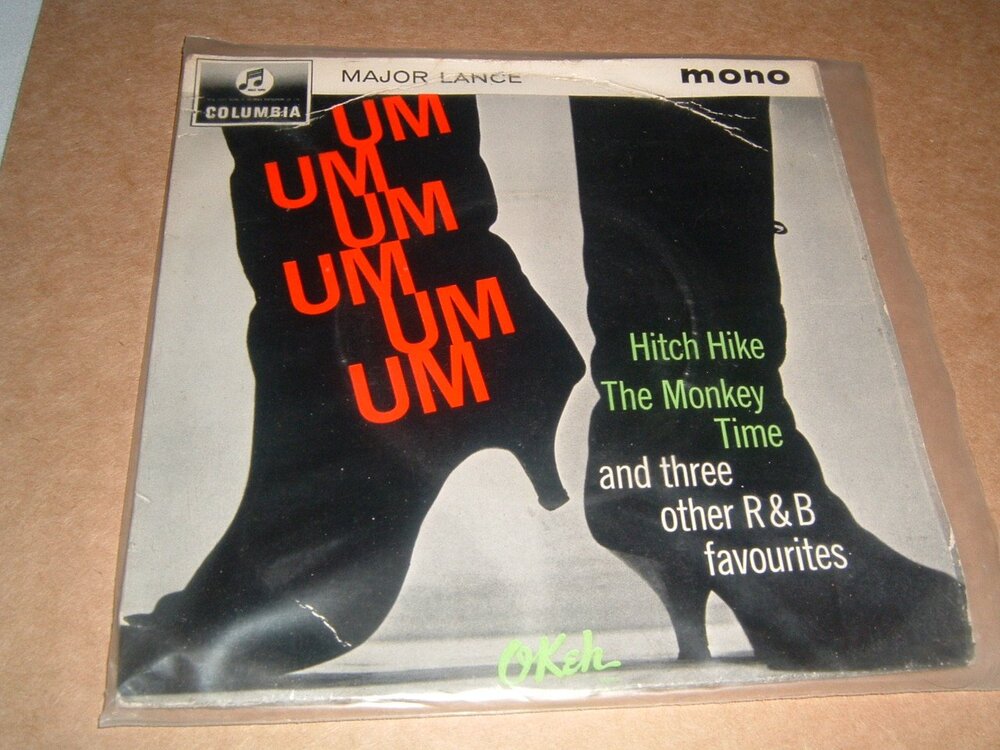 COLUMBIA
MAJOR LANCE
mono
UM
UM
UM
UM
UM
UM
Hitch Hike
The Monkey
Time
and three
other R & B
favourites
OKeh